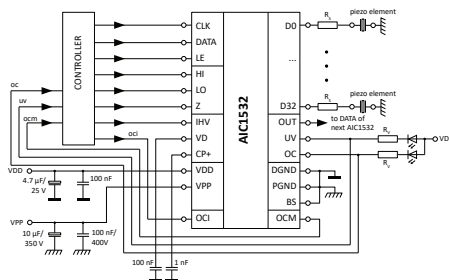 CONTROLLER
oc
uv
ocm
oci
CLK
DATA
LE
HI
LO
Z
IHV
VD
CP+
VDD
VPP
OCI
AIC1532
D0
...
D32
OUT
UV
OC
DGND
PGND
BS
OCM
Rs
piezo element
Rs
piezo element
to DATA of
next AIC1532
Rv
VD
Rv
VDD
4.7 µF/
25 V
100 nF
VPP
10 µF/
350 V
100 nF/
400V
100 nF
1 nF